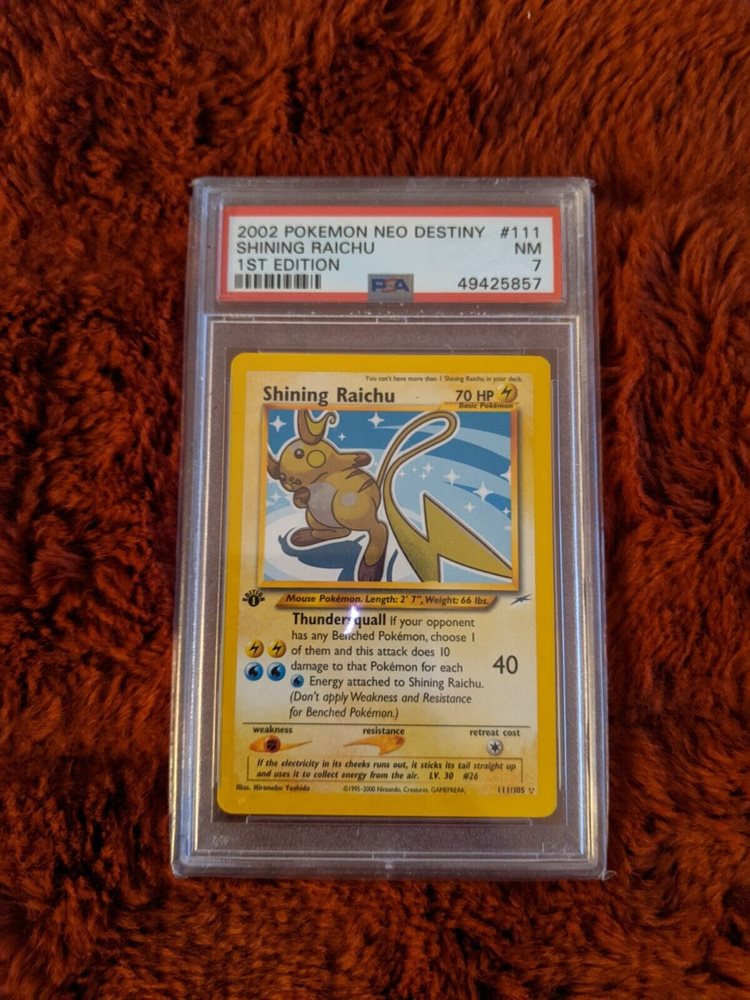 2002 POKEMON NEO DESTINY #111
SHINING RAICHU NM
1ST EDITION 7
PSA 49425857
You can't have more than 1 Shining Raichu in your deck.
Shining Raichu 70 HP
Basic Pokémon
EDITION 1
Mouse Pokémon. Length: 2' 7", Weight: 66 lbs.
Thundersquall If your opponent
has any Benched Pokémon, choose 1
of them and this attack does 10
damage to that Pokémon for each
Energy attached to Shining Raichu.
(Don't apply Weakness and Resistance
for Benched Pokémon.)
40
weakness resistance retreat cost
If the electricity in its cheeks runs out, it sticks its tail straight up
and uses it to collect energy from the air. LV. 30 #26
Illus. Hironobu Yoshida ©1995-2000 Nintendo, Creatures, GAMEFREAK. 111/105